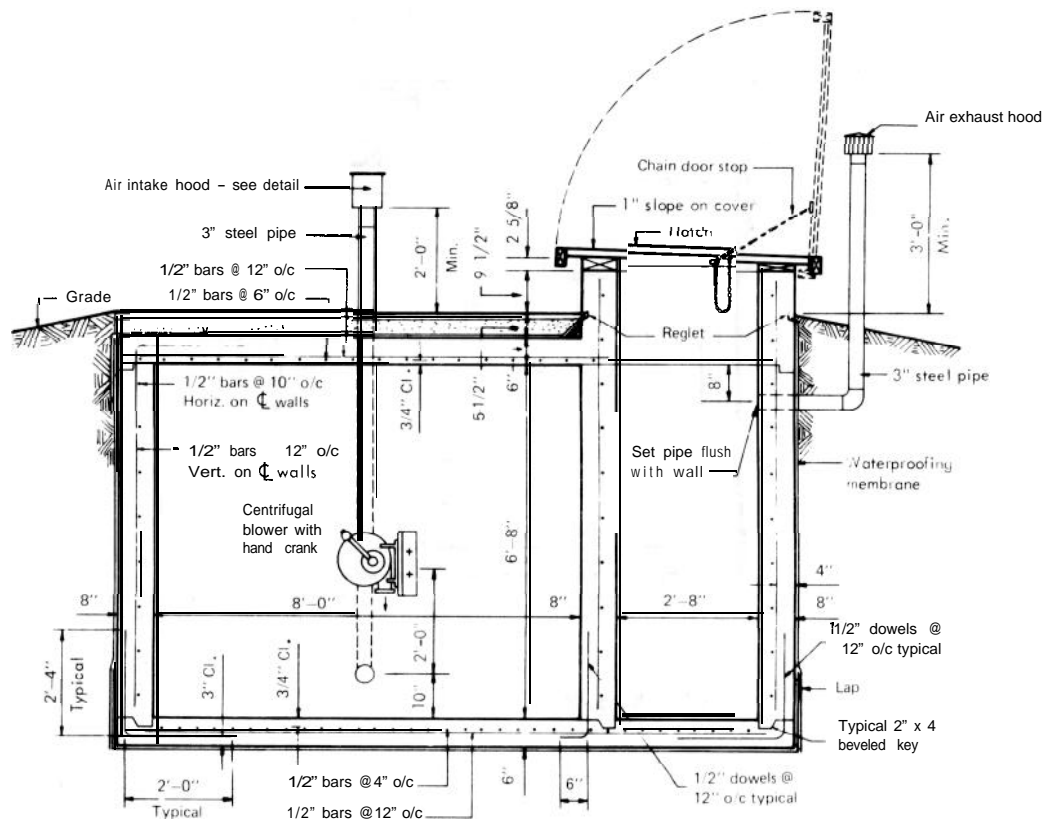 Air exhaust hood
Chain door stop
Air intake hood – see detail
1" slope on cover
Hotch
2 5/8"
9 1/2"
3'-0"
Min.
3" steel pipe
2'-0"
Min.
1/2" bars @ 12" o/c
1/2" bars @ 6" o/c
Grade
Reglet
1/2" bars @ 10" o/c
Horiz. on ℄ walls
3/4" Cl.
5 1/2"
6"
8"
3" steel pipe
1/2" bars 12" o/c
Vert. on ℄ walls
Set pipe flush
with wall
Waterproofing
membrane
Centrifugal
blower with
hand crank
6'-8"
4"
8"
8'-0"
8"
2'-8"
8"
1/2" dowels @
12" o/c typical
2'-4"
Typical
3" Cl.
3/4" Cl.
2'-0"
10"
Lap
Typical 2" x 4
beveled key
2'-0"
Typical
1/2" bars @ 4" o/c
1/2" bars @ 12" o/c
6"
6"
1/2" dowels @
12" o/c typical